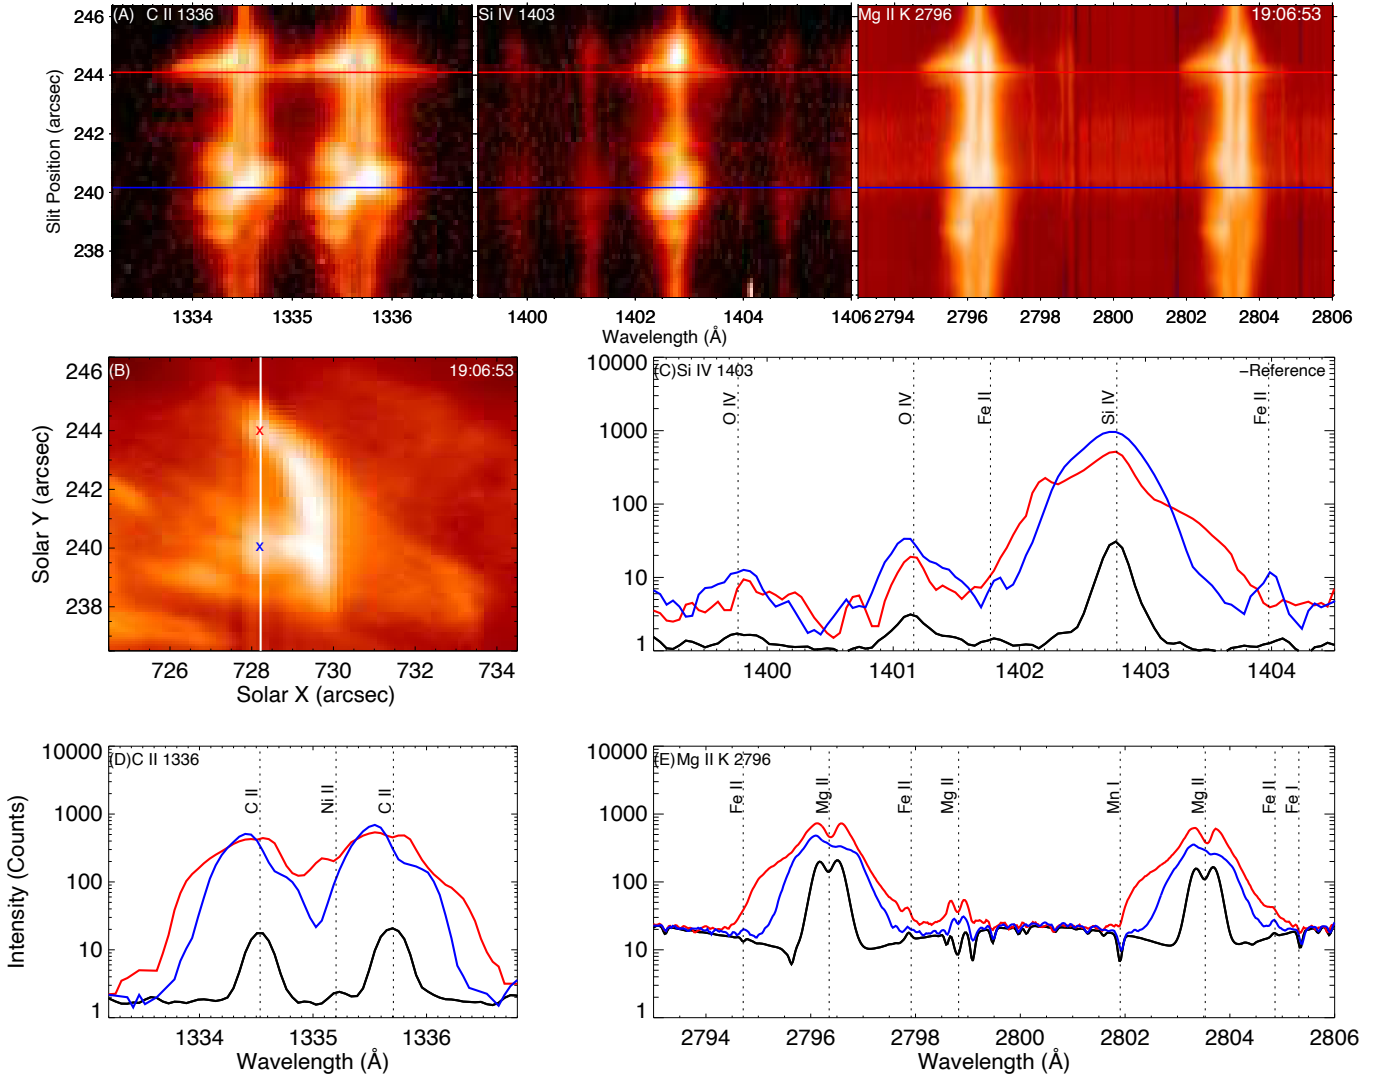 (A) C II 1336
Si IV 1403
Mg II K 2796 19:06:53
246
244
242
240
238
Slit Position (arcsec)
1334 1335 1336
1400 1402 1404 1406
2794 2796 2798 2800 2802 2804 2806
Wavelength (Å)
(B) 19:06:53
246
244
242
240
238
Solar Y (arcsec)
x
x
726 728 730 732 734
Solar X (arcsec)
(C)Si IV 1403 –Reference
10000
1000
100
10
1
O IV
O IV
Fe II
Si IV
Fe II
1400 1401 1402 1403 1404
(D)C II 1336
10000
1000
100
10
1
Intensity (Counts)
C II
Ni II
C II
1334 1335 1336
Wavelength (Å)
(E)Mg II K 2796
10000
1000
100
10
1
Fe II
Mg II
Fe II
Mg II
Mn I
Mg II
Fe II
Fe I
2794 2796 2798 2800 2802 2804 2806
Wavelength (Å)